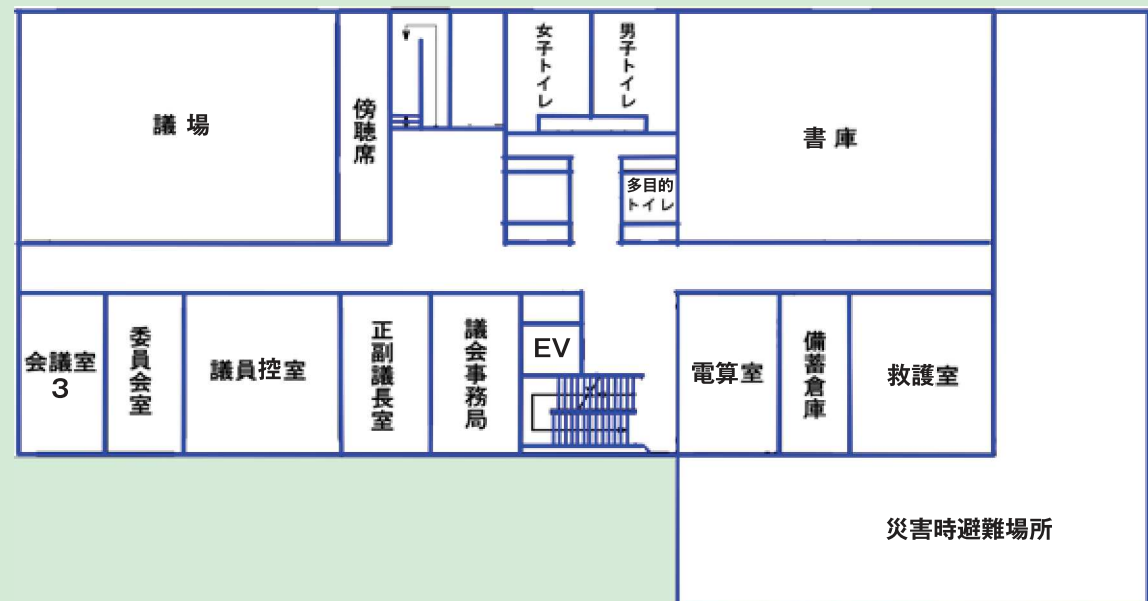 議場
傍聴席
女子トイレ
男子トイレ
書庫
多目的
トイレ
会議室
3
委員会室
議員控室
正副議長室
議会事務局
EV
電算室
備蓄倉庫
救護室
災害時避難場所